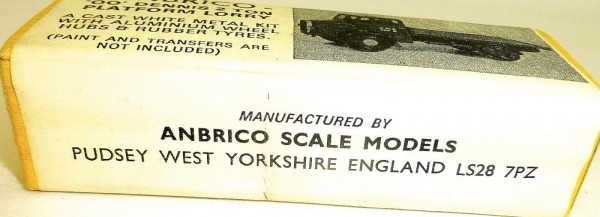 PLATFORM LORRY
CAST WHITE METAL KIT
WITH ALUMINIUM WHEEL
HUBS & RUBBER TYRES.
(PAINT AND TRANSFERS ARE
NOT INCLUDED)
MANUFACTURED BY
ANBRICO SCALE MODELS
PUDSEY WEST YORKSHIRE ENGLAND LS28 7PZ